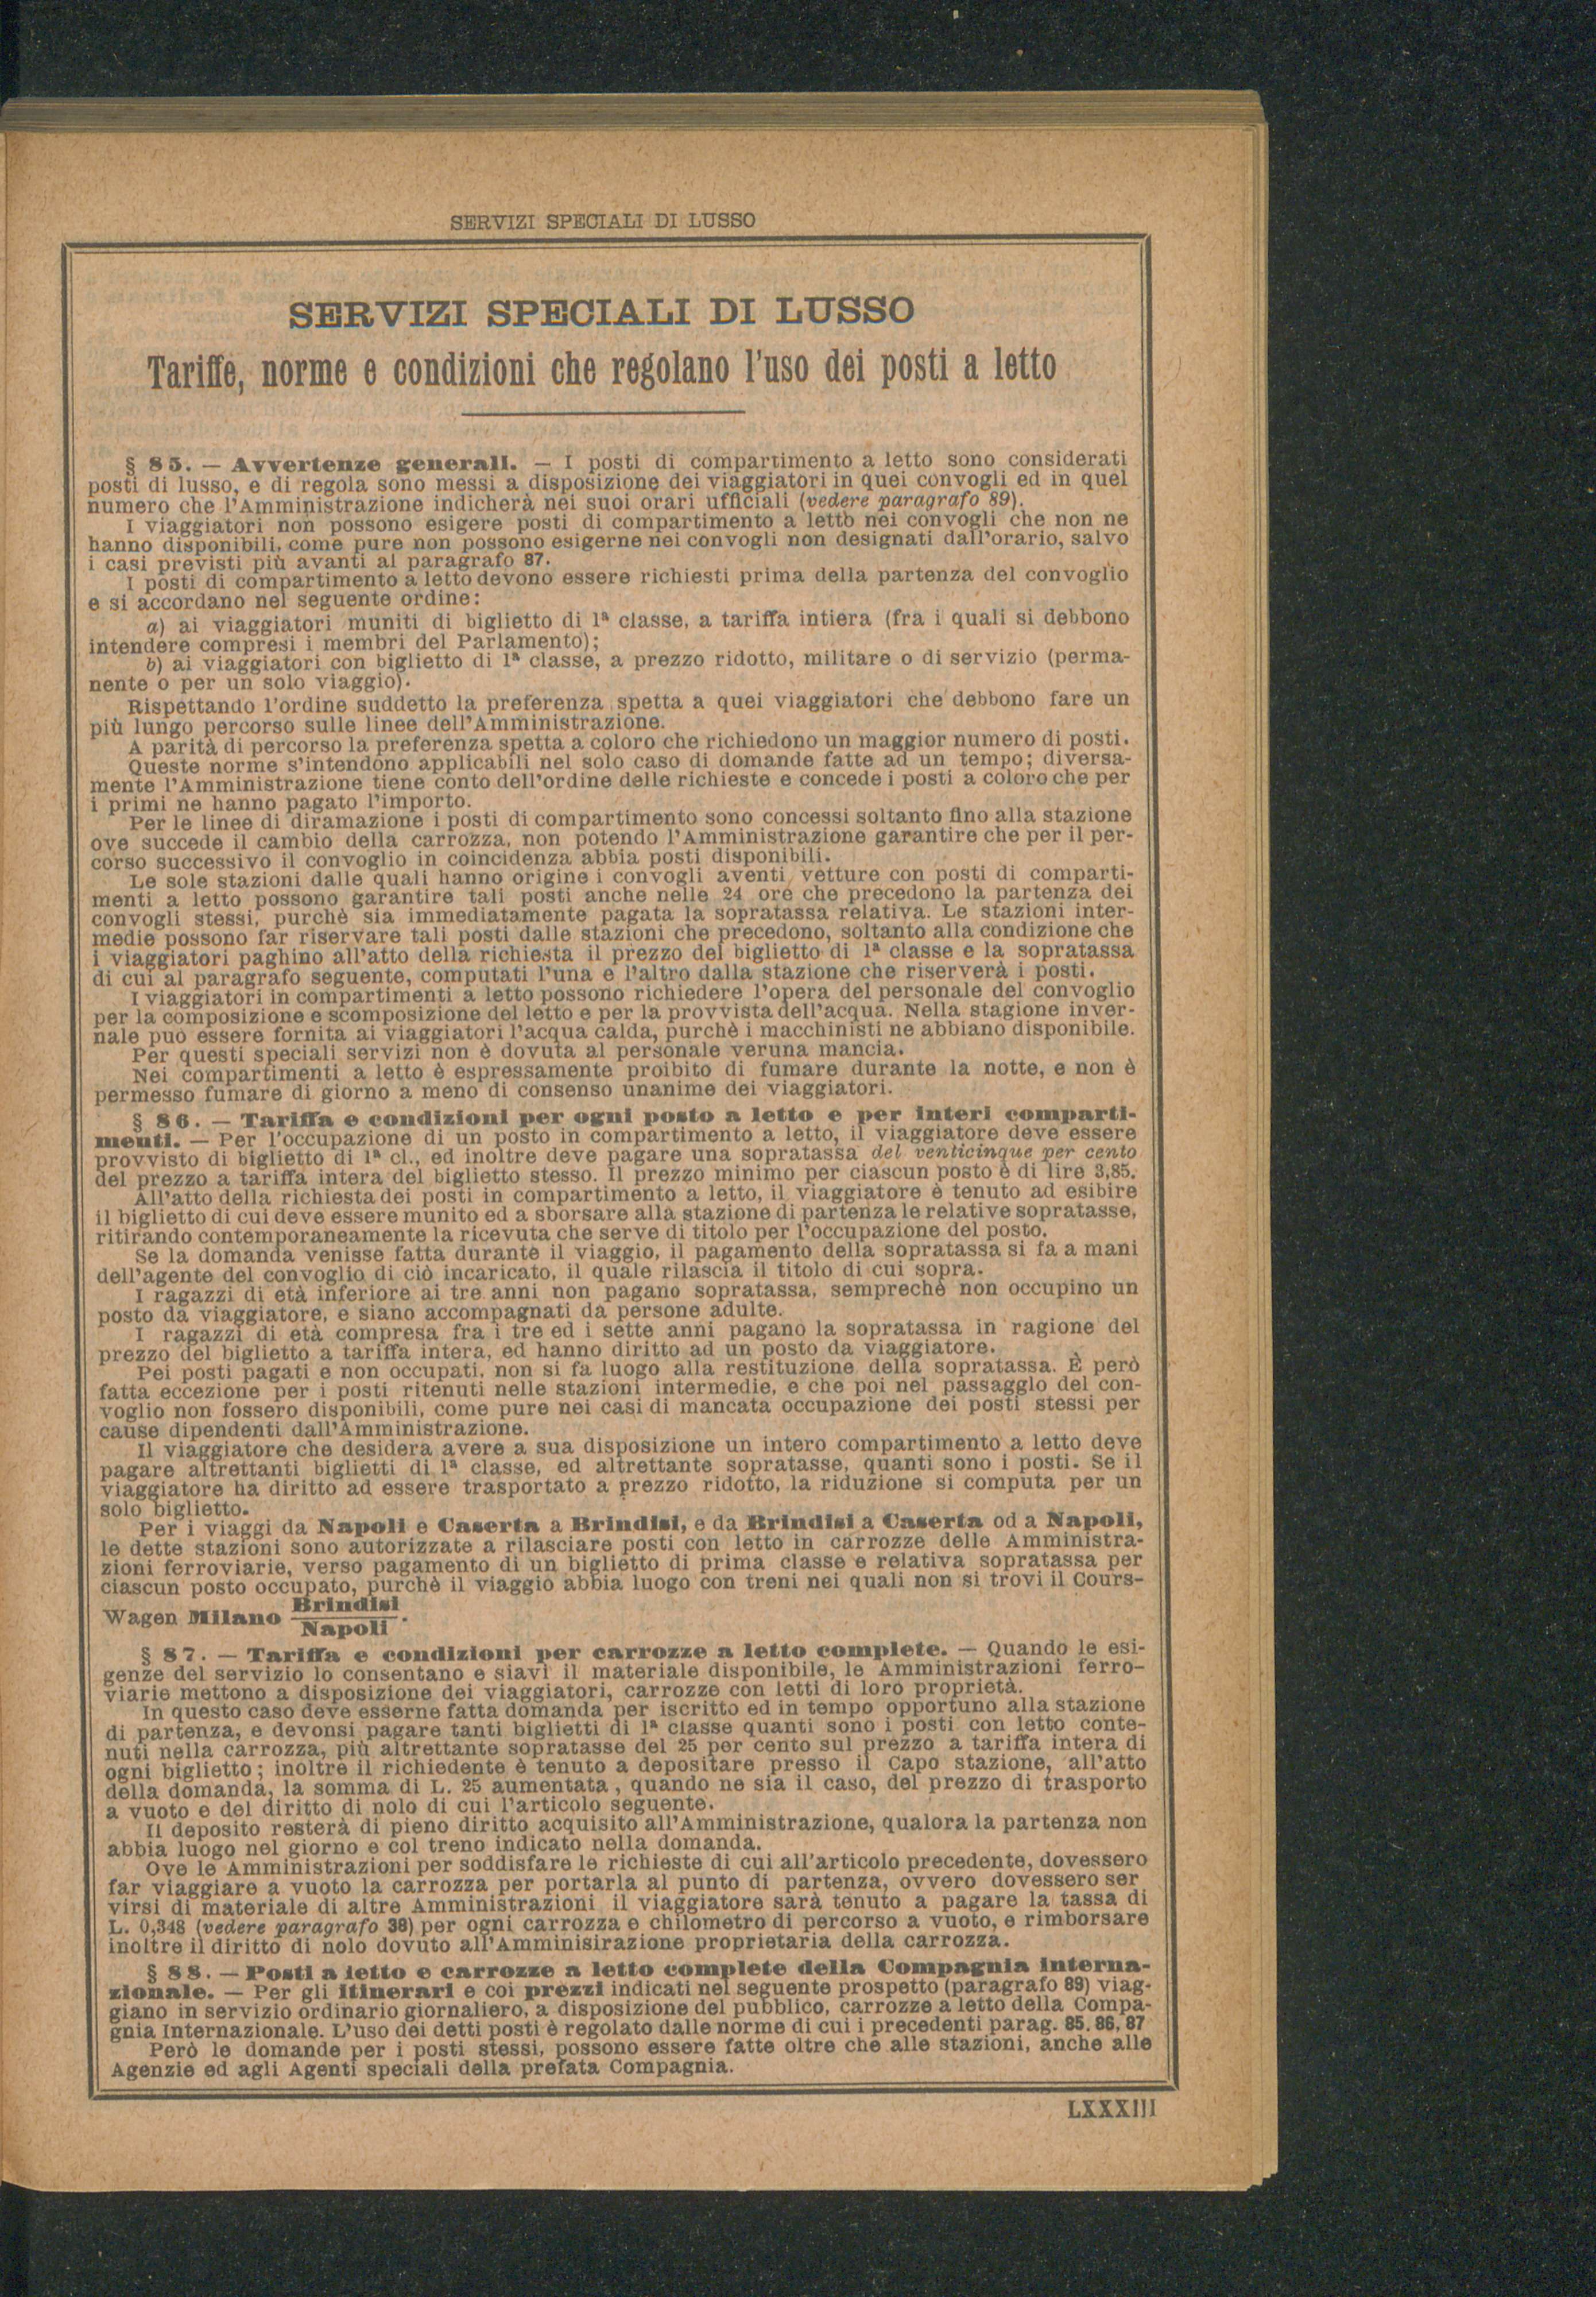 SERVIZI SPECIALI DI LUSSO
SERVIZI SPECIALI DI LUSSO
Tariffe, norme e condizioni che regolano l'uso dei posti a letto
§ 85. — Avvertenze generali. — I posti di compartimento a letto sono considerati
posti di lusso, e di regola sono messi a disposizione dei viaggiatori in quei convogli ed in quel
numero che l'Amministrazione indicherà nei suoi orari ufficiali (vedere paragrafo 89).
I viaggiatori non possono esigere posti di compartimento a letto nei convogli che non ne
hanno disponibili, come pure non possono esigerne nei convogli non designati dall'orario, salvo
i casi previsti più avanti al paragrafo 87.
I posti di compartimento a letto devono essere richiesti prima della partenza del convoglio
e si accordano nel seguente ordine:
a) ai viaggiatori muniti di biglietto di 1ª classe, a tariffa intiera (fra i quali si debbono
intendere compresi i membri del Parlamento);
b) ai viaggiatori con biglietto di 1ª classe, a prezzo ridotto, militare o di servizio (perma-
nente o per un solo viaggio).
Rispettando l'ordine suddetto la preferenza spetta a quei viaggiatori che debbono fare un
più lungo percorso sulle linee dell'Amministrazione.
A parità di percorso la preferenza spetta a coloro che richiedono un maggior numero di posti.
Queste norme s'intendono applicabili nel solo caso di domande fatte ad un tempo; diversa-
mente l'Amministrazione tiene conto dell'ordine delle richieste e concede i posti a coloro che per
i primi ne hanno pagato l'importo.
Per le linee di diramazione i posti di compartimento sono concessi soltanto fino alla stazione
ove succede il cambio della carrozza, non potendo l'Amministrazione garantire che per il per-
corso successivo il convoglio in coincidenza abbia posti disponibili.
Le sole stazioni dalle quali hanno origine i convogli aventi vetture con posti di comparti-
menti a letto possono garantire tali posti anche nelle 24 ore che precedono la partenza dei
convogli stessi, purchè sia immediatamente pagata la sopratassa relativa. Le stazioni inter-
medie possono far riservare tali posti dalle stazioni che precedono, soltanto alla condizione che
i viaggiatori paghino all'atto della richiesta il prezzo del biglietto di 1ª classe e la sopratassa
di cui al paragrafo seguente, computati l'una e l'altro dalla stazione che riserverà i posti.
I viaggiatori in compartimenti a letto possono richiedere l'opera del personale del convoglio
per la composizione e scomposizione del letto e per la provvista dell'acqua. Nella stagione inver-
nale può essere fornita ai viaggiatori l'acqua calda, purchè i macchinisti ne abbiano disponibile.
Per questi speciali servizi non è dovuta al personale veruna mancia.
Nei compartimenti a letto è espressamente proibito di fumare durante la notte, e non è
permesso fumare di giorno a meno di consenso unanime dei viaggiatori.
§ 86. — Tariffa e condizioni per ogni posto a letto e per interi comparti-
menti. — Per l'occupazione di un posto in compartimento a letto, il viaggiatore deve essere
provvisto di biglietto di 1ª cl., ed inoltre deve pagare una sopratassa del venticinque per cento
del prezzo a tariffa intera del biglietto stesso. Il prezzo minimo per ciascun posto è di lire 3,85.
All'atto della richiesta dei posti in compartimento a letto, il viaggiatore è tenuto ad esibire
il biglietto di cui deve essere munito ed a sborsare alla stazione di partenza le relative sopratasse,
ritirando contemporaneamente la ricevuta che serve di titolo per l'occupazione del posto.
Se la domanda venisse fatta durante il viaggio, il pagamento della sopratassa si fa a mani
dell'agente del convoglio di ciò incaricato, il quale rilascia il titolo di cui sopra.
I ragazzi di età inferiore ai tre anni non pagano sopratassa, sempreché non occupino un
posto da viaggiatore, e siano accompagnati da persone adulte.
I ragazzi di età compresa fra i tre ed i sette anni pagano la sopratassa in ragione del
prezzo del biglietto a tariffa intera, ed hanno diritto ad un posto da viaggiatore.
Pei posti pagati e non occupati, non si fa luogo alla restituzione della sopratassa. È però
fatta eccezione per i posti ritenuti nelle stazioni intermedie, e che poi nel passaggio del con-
voglio non fossero disponibili, come pure nei casi di mancata occupazione dei posti stessi per
cause dipendenti dall'Amministrazione.
Il viaggiatore che desidera avere a sua disposizione un intero compartimento a letto deve
pagare altrettanti biglietti di 1ª classe, ed altrettante sopratasse, quanti sono i posti. Se il
viaggiatore ha diritto ad essere trasportato a prezzo ridotto, la riduzione si computa per un
solo biglietto.
Per i viaggi da Napoli e Caserta a Brindisi, e da Brindisi a Caserta od a Napoli,
le dette stazioni sono autorizzate a rilasciare posti con letto in carrozze delle Amministra-
zioni ferroviarie, verso pagamento di un biglietto di prima classe e relativa sopratassa per
ciascun posto occupato, purchè il viaggio abbia luogo con treni nei quali non si trovi il Cours-
Wagen Milano Brindisi
Napoli.
§ 87. — Tariffa e condizioni per carrozze a letto complete. — Quando le esi-
genze del servizio lo consentano e siavi il materiale disponibile, le Amministrazioni ferro-
viarie mettono a disposizione dei viaggiatori, carrozze con letti di loro proprietà.
In questo caso deve esserne fatta domanda per iscritto ed in tempo opportuno alla stazione
di partenza, e devonsi pagare tanti biglietti di 1ª classe quanti sono i posti con letto conte-
nuti nella carrozza, più altrettante sopratasse del 25 per cento sul prezzo a tariffa intera di
ogni biglietto; inoltre il richiedente è tenuto a depositare presso il Capo stazione, all'atto
della domanda, la somma di L. 25 aumentata, quando ne sia il caso, del prezzo di trasporto
a vuoto e del diritto di nolo di cui l'articolo seguente.
Il deposito resterà di pieno diritto acquisito all'Amministrazione, qualora la partenza non
abbia luogo nel giorno e col treno indicato nella domanda.
Ove le Amministrazioni per soddisfare le richieste di cui all'articolo precedente, dovessero
far viaggiare a vuoto la carrozza per portarla al punto di partenza, ovvero dovessero ser
virsi di materiale di altre Amministrazioni il viaggiatore sarà tenuto a pagare la tassa di
L. 0,348 (vedere paragrafo 38) per ogni carrozza e chilometro di percorso a vuoto, e rimborsare
inoltre il diritto di nolo dovuto all'Amminisirazione proprietaria della carrozza.
§ 88. — Posti a letto e carrozze a letto complete della Compagnia Interna-
zionale. — Per gli itinerari e coi prezzi indicati nel seguente prospetto (paragrafo 89) viag-
giano in servizio ordinario giornaliero, a disposizione del pubblico, carrozze a letto della Compa-
gnia Internazionale. L'uso dei detti posti è regolato dalle norme di cui i precedenti parag. 85, 86, 87
Però le domande per i posti stessi, possono essere fatte oltre che alle stazioni, anche alle
Agenzie ed agli Agenti speciali della prefata Compagnia.
LXXXIII